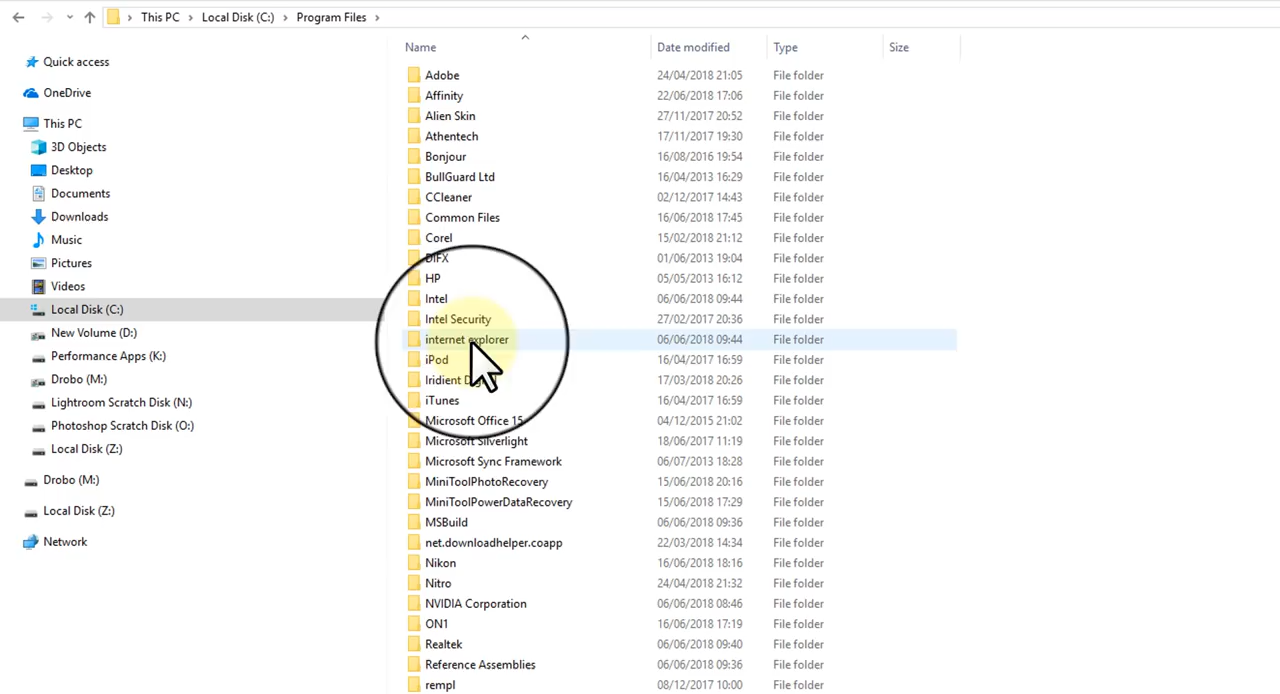 This PC > Local Disk (C:) > Program Files >
Name Date modified Type Size
Quick access
OneDrive
This PC
3D Objects
Desktop
Documents
Downloads
Music
Pictures
Videos
Local Disk (C:)
New Volume (D:)
Performance Apps (K:)
Drobo (M:)
Lightroom Scratch Disk (N:)
Photoshop Scratch Disk (O:)
Local Disk (Z:)
Drobo (M:)
Local Disk (Z:)
Network
Adobe 24/04/2018 21:05 File folder
Affinity 22/06/2018 17:06 File folder
Alien Skin 27/11/2017 20:52 File folder
Athentech 17/11/2017 19:30 File folder
Bonjour 16/08/2016 19:54 File folder
BullGuard Ltd 16/04/2013 16:29 File folder
CCleaner 02/12/2017 14:43 File folder
Common Files 16/06/2018 17:45 File folder
Corel 15/02/2018 21:12 File folder
DIFX 01/06/2013 19:04 File folder
HP 05/05/2013 16:12 File folder
Intel 06/06/2018 09:44 File folder
Intel Security 27/02/2017 20:36 File folder
internet explorer 06/06/2018 09:44 File folder
iPod 16/04/2017 16:59 File folder
Iridient 17/03/2018 20:26 File folder
iTunes 16/04/2017 16:59 File folder
Microsoft Office 15 04/12/2015 21:02 File folder
Microsoft Silverlight 18/06/2017 11:19 File folder
Microsoft Sync Framework 06/07/2013 18:28 File folder
MiniToolPhotoRecovery 15/06/2018 20:16 File folder
MiniToolPowerDataRecovery 15/06/2018 17:29 File folder
MSBuild 06/06/2018 09:36 File folder
net.downloadhelper.coapp 22/03/2018 14:34 File folder
Nikon 16/06/2018 18:16 File folder
Nitro 24/04/2018 21:32 File folder
NVIDIA Corporation 06/06/2018 08:46 File folder
ON1 16/06/2018 17:19 File folder
Realtek 06/06/2018 09:40 File folder
Reference Assemblies 06/06/2018 09:36 File folder
rempl 08/12/2017 10:00 File folder